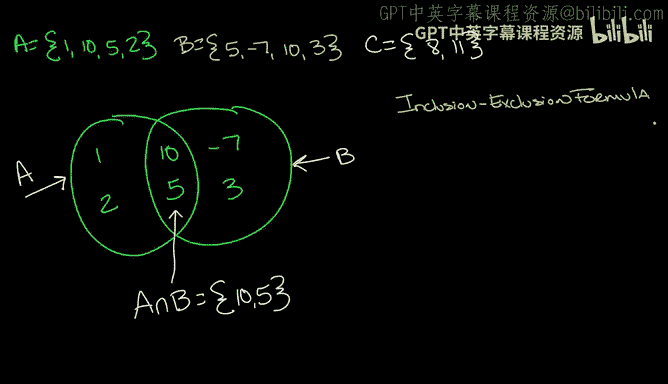 GPT中英字幕课程资源@bilibili
GPT中英字幕课程资源 bilibili
A={1,10,5,2} B={5,-7,10,3} C={8,11}
Inclusion-Exclusion Formula
A
1 10 -7
B
2 5 3
A∩B={10,5}